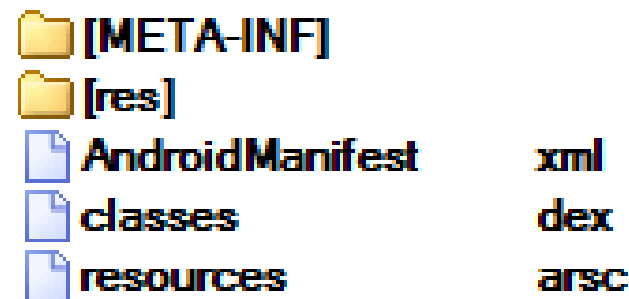 [META-INF]
[res]
AndroidManifest xml
classes dex
resources arsc